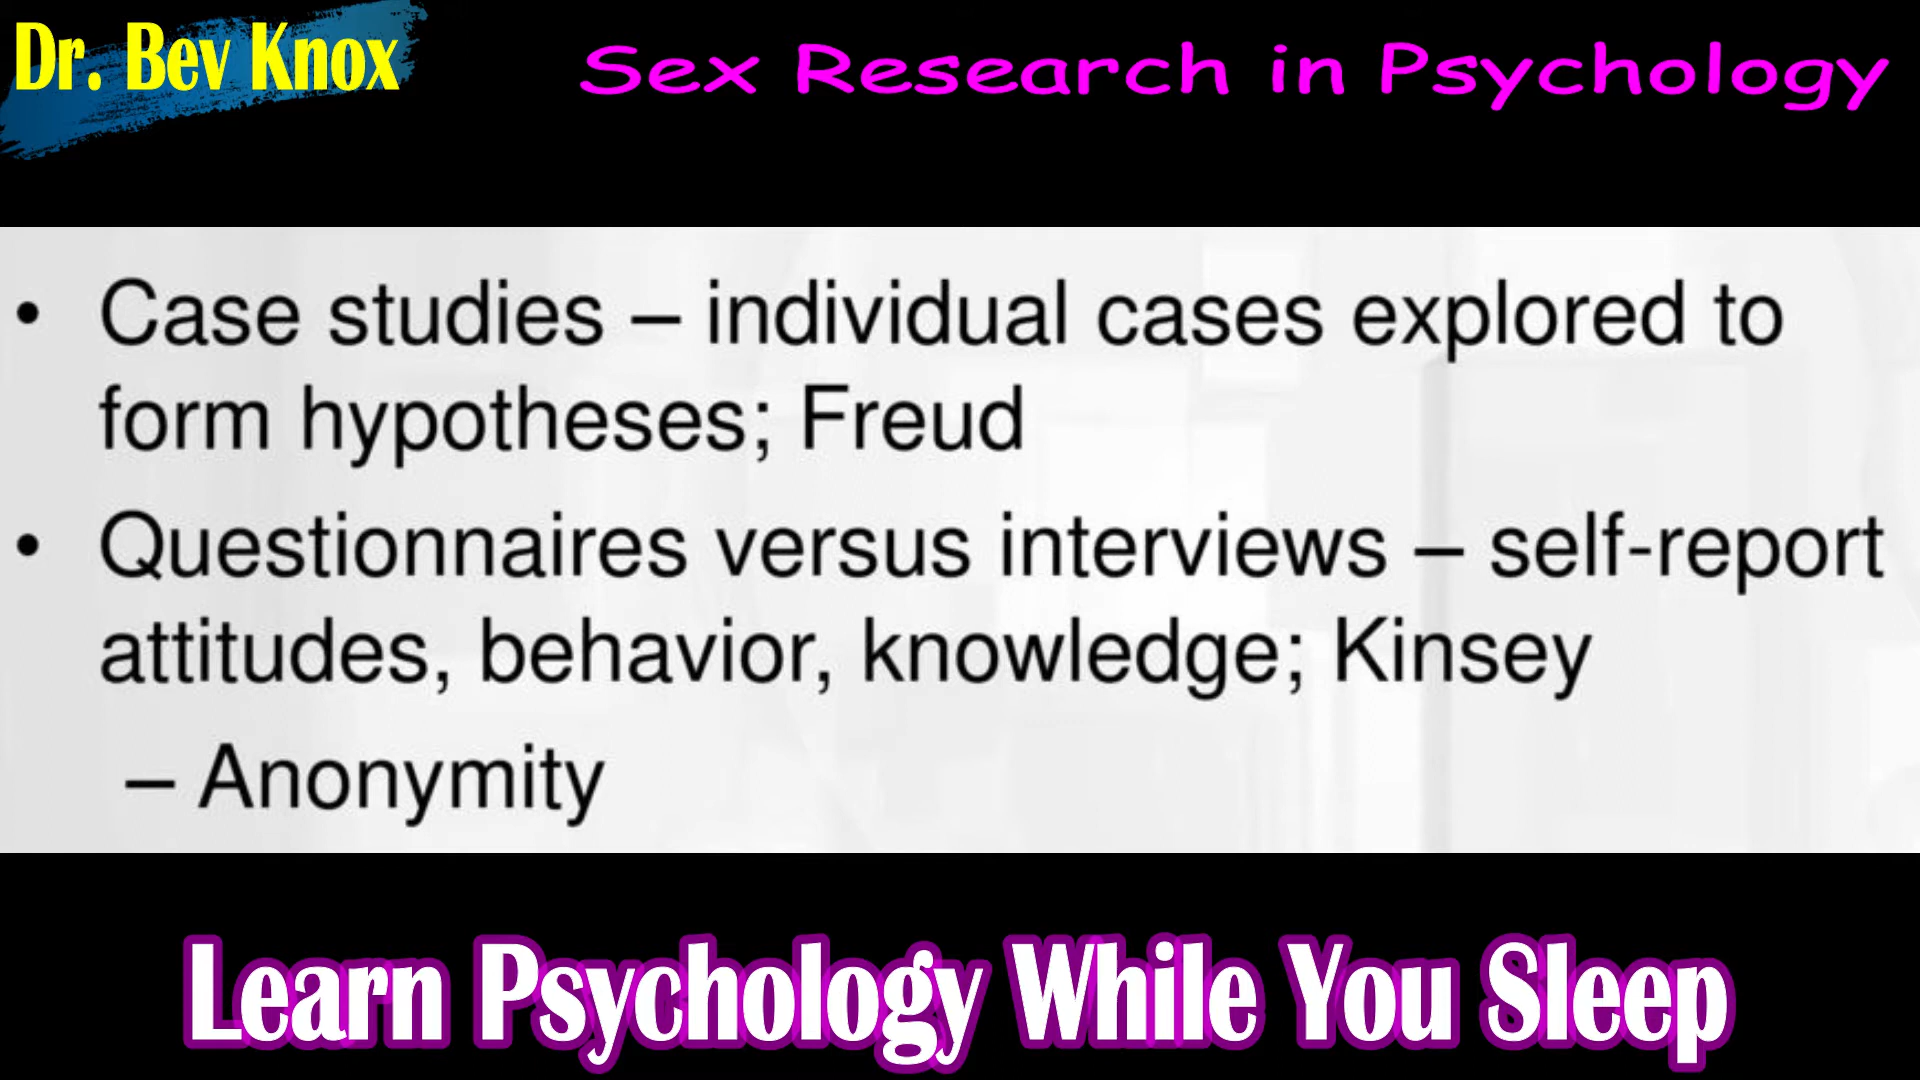 Dr. Bev Knox
Sex Research in Psychology
• Case studies – individual cases explored to
form hypotheses; Freud
• Questionnaires versus interviews – self-report
attitudes, behavior, knowledge; Kinsey
– Anonymity
Learn Psychology While You Sleep